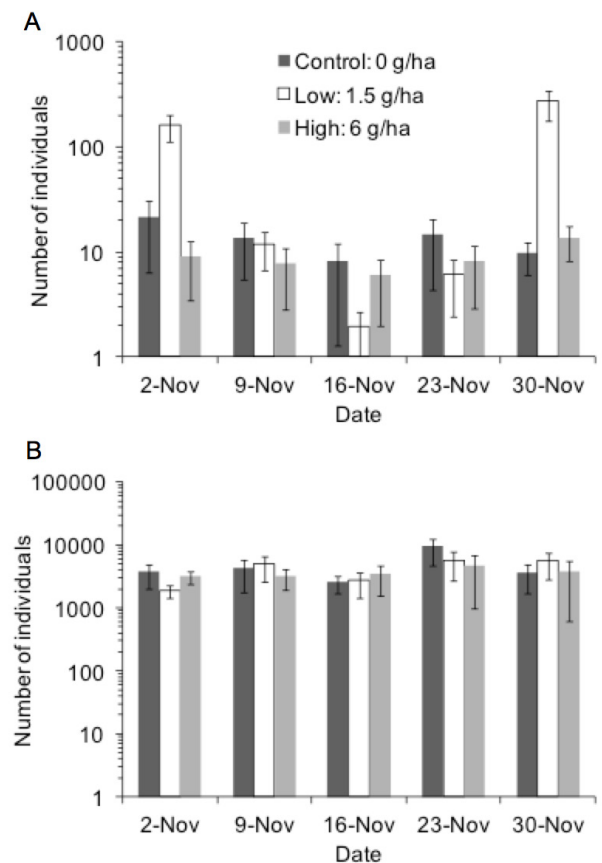 A
1000
100
10
1
Number of individuals
Control: 0 g/ha
Low: 1.5 g/ha
High: 6 g/ha
2-Nov 9-Nov 16-Nov 23-Nov 30-Nov
Date
B
100000
10000
1000
100
10
1
Number of individuals
2-Nov 9-Nov 16-Nov 23-Nov 30-Nov
Date